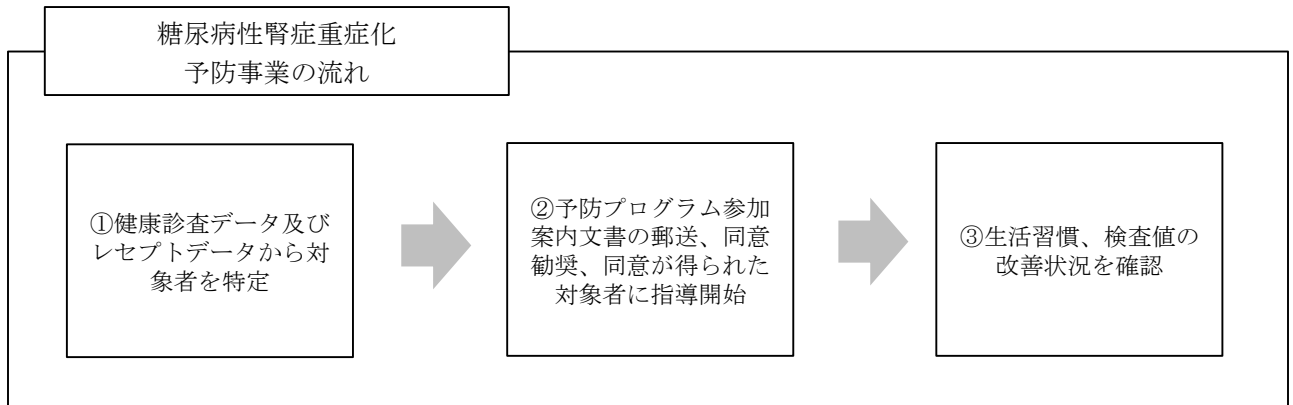 糖尿病性腎症重症化
予防事業の流れ
①健康診査データ及び
レセプトデータから対
象者を特定
②予防プログラム参加
案内文書の郵送、同意
勧奨、同意が得られた
対象者に指導開始
③生活習慣、検査値の
改善状況を確認